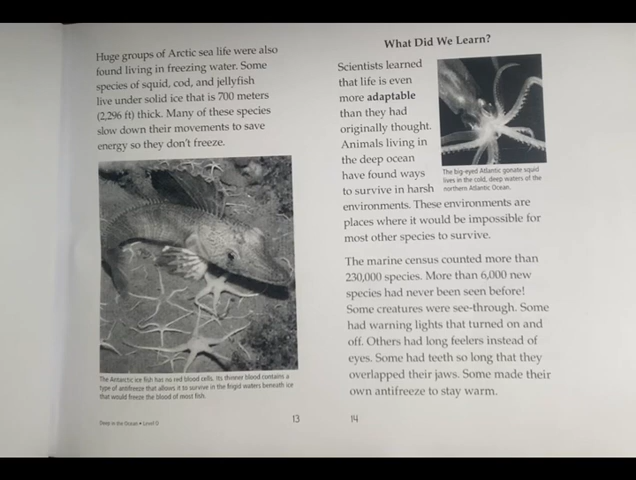 Huge groups of Arctic sea life were also
found living in freezing water. Some
species of squid, cod, and jellyfish
live under solid ice that is 700 meters
(2,296 ft) thick. Many of these species
slow down their movements to save
energy so they don't freeze.
The Antarctic ice fish has no red blood cells. Its thinner blood contains a
type of antifreeze that allows it to survive in the frigid waters beneath ice
that would freeze the blood of most fish.
Deep in the Ocean • Level O
13
What Did We Learn?
Scientists learned
that life is even
more adaptable
than they had
originally thought.
Animals living in
the deep ocean
have found ways
to survive in harsh
environments. These environments are
places where it would be impossible for
most other species to survive.
The big-eyed Atlantic gonate squid
lives in the cold, deep waters of the
northern Atlantic Ocean.
The marine census counted more than
230,000 species. More than 6,000 new
species had never been seen before!
Some creatures were see-through. Some
had warning lights that turned on and
off. Others had long feelers instead of
eyes. Some had teeth so long that they
overlapped their jaws. Some made their
own antifreeze to stay warm.
14